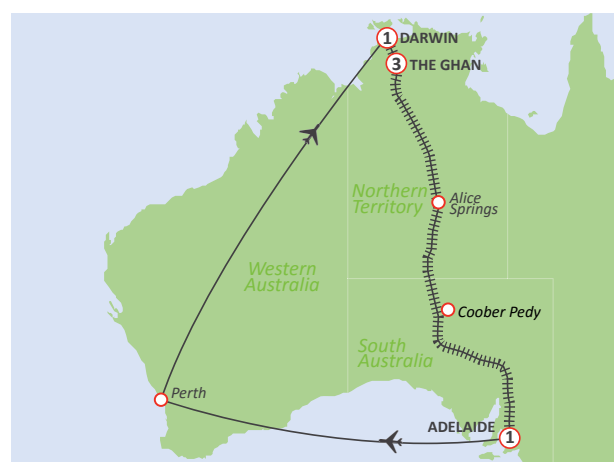 1 DARWIN
3 THE GHAN
Northern
Territory
Alice
Springs
Western
Australia
Coober Pedy
South
Australia
Perth
ADELAIDE 1